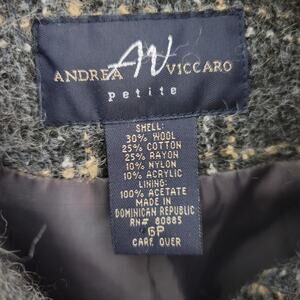 AV
ANDREA VICCARO
petite
SHELL:
30% WOOL
25% COTTON
25% RAYON
10% NYLON
10% ACRYLIC
LINING:
100% ACETATE
MADE IN
DOMINICAN REPUBLIC
RN# 80885
6P
CARE OVER